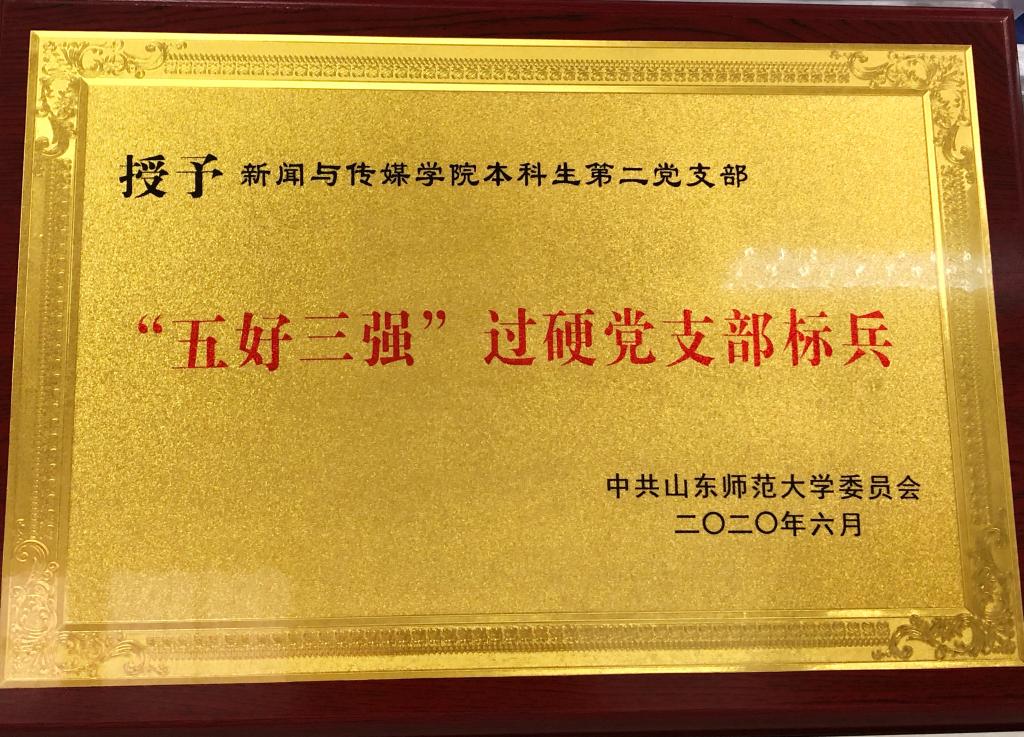 授予 新闻与传媒学院本科生第二党支部
“五好三强”过硬党支部标兵
中共山东师范大学委员会
二〇二〇年六月